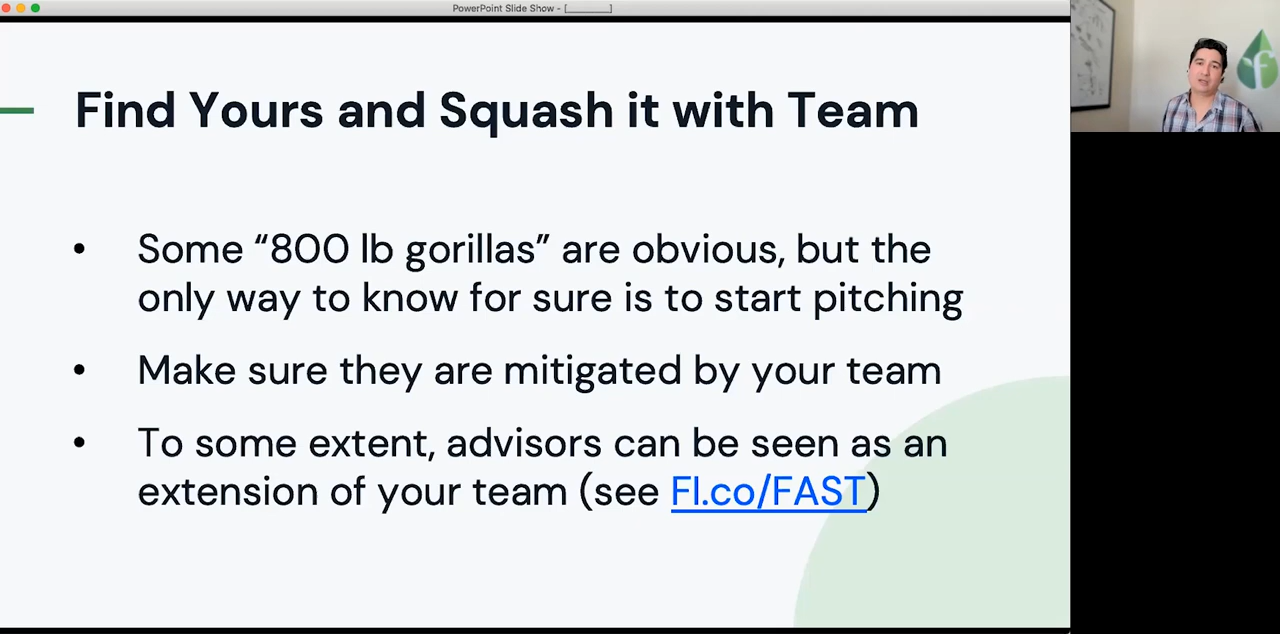 PowerPoint Slide Show - [________]
Find Yours and Squash it with Team
• Some “800 lb gorillas” are obvious, but the
only way to know for sure is to start pitching
• Make sure they are mitigated by your team
• To some extent, advisors can be seen as an
extension of your team (see FI.co/FAST)
f